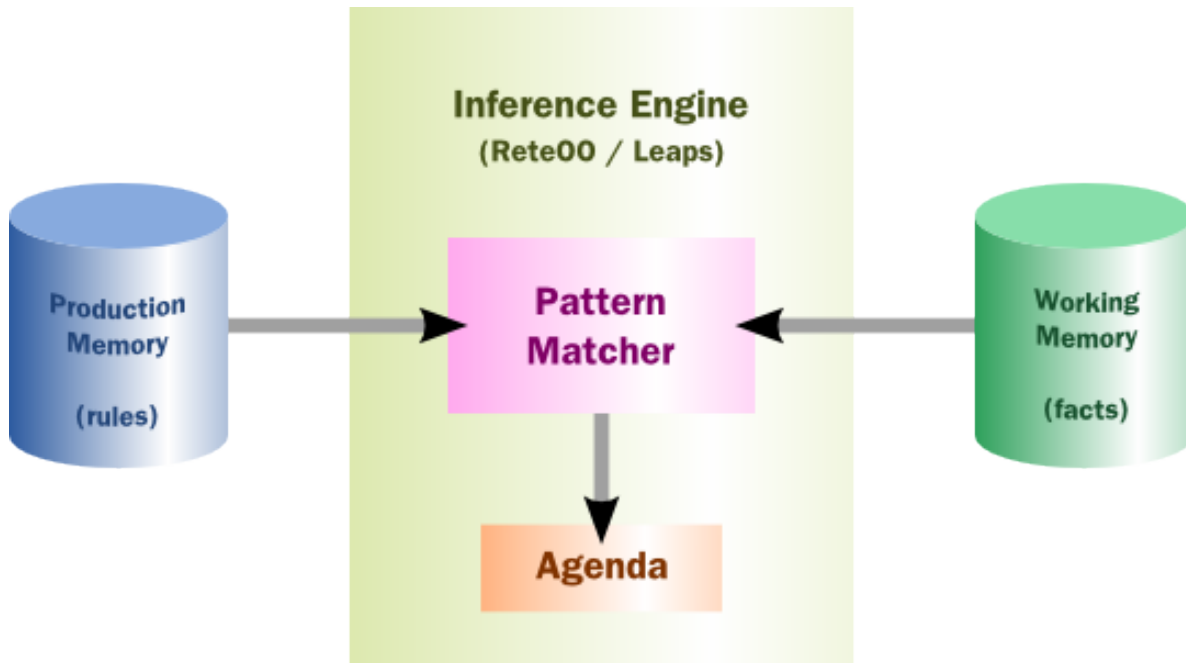 Inference Engine
(ReteOO / Leaps)
Production
Memory
(rules)
Pattern
Matcher
Working
Memory
(facts)
Agenda